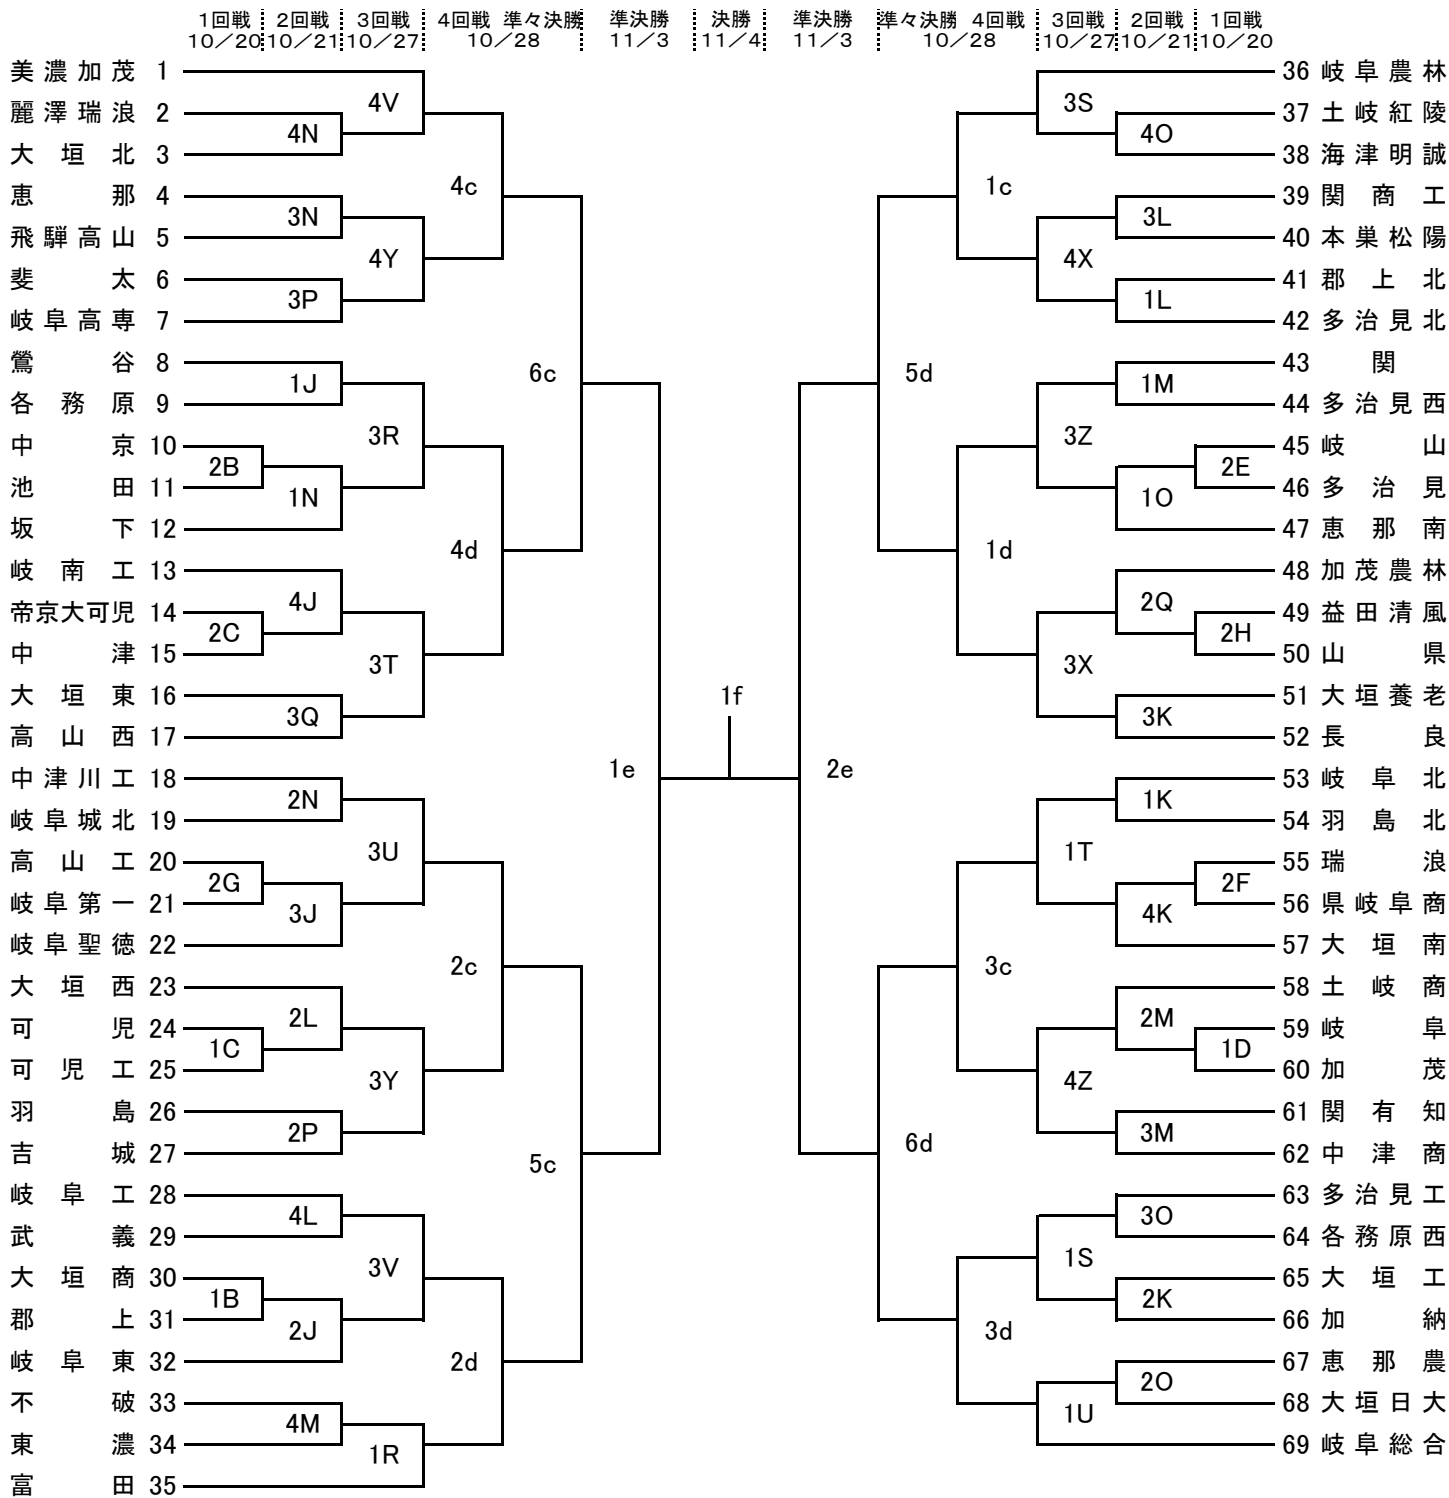 1回戦 2回戦 3回戦 4回戦 準々決勝 準決勝 決勝 準決勝 準々決勝 4回戦 3回戦 2回戦 1回戦
10／20 10／21 10／27 10／28 11／3 11／4 11／3 10／28 10／27 10／21 10／20
美濃加茂 1 36 岐阜農林
4V 3S
麗澤瑞浪 2 37 土岐紅陵
4N 4O
大垣北 3 38 海津明誠
4c 1c
恵那 4 39 関商工
3N 3L
飛騨高山 5 40 本巣松陽
4Y 4X
斐太 6 41 郡上北
3P 1L
岐阜高専 7 42 多治見北
鶯谷 8 43 関
6c 5d
1J 1M
各務原 9 44 多治見西
3R 3Z
中京 10 45 岐山
2B 2E
池田 11 46 多治見
1N 1O
坂下 12 47 恵那南
4d 1d
岐南工 13 48 加茂農林
4J 2Q
帝京大可児 14 49 益田清風
2C 2H
中津 15 50 山県
3T 3X
大垣東 16 51 大垣養老
1f
3Q 3K
高山西 17 52 長良
1e 2e
中津川工 18 53 岐阜北
2N 1K
岐阜城北 19 54 羽島北
3U 1T
高山工 20 55 瑞浪
2G 2F
岐阜第一 21 56 県岐阜商
3J 4K
岐阜聖徳 22 57 大垣南
2c 3c
大垣西 23 58 土岐商
2L 2M
可児 24 59 岐阜
1C 1D
可児工 25 60 加茂
3Y 4Z
羽島 26 61 関有知
2P 3M
吉城 27 62 中津商
5c 6d
岐阜工 28 63 多治見工
4L 3O
武義 29 64 各務原西
3V 1S
大垣商 30 65 大垣工
1B 2K
郡上 31 66 加納
2J 3d
岐阜東 32 67 恵那農
2d 2O
不破 33 68 大垣日大
4M 1U
東濃 34 69 岐阜総合
1R
富田 35